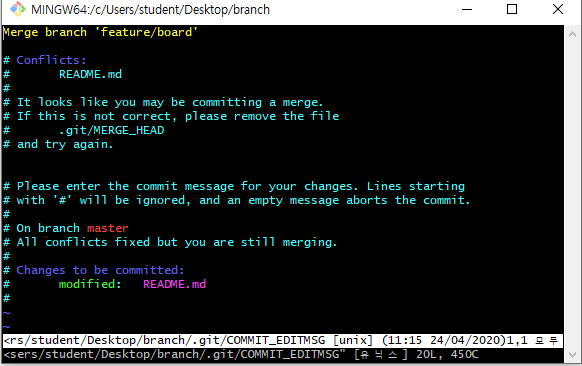 MINGW64:/c/Users/student/Desktop/branch
Merge branch 'feature/board'
# Conflicts:
#       README.md
#
# It looks like you may be committing a merge.
# If this is not correct, please remove the file
#       .git/MERGE_HEAD
# and try again.
# Please enter the commit message for your changes. Lines starting
# with '#' will be ignored, and an empty message aborts the commit.
#
# On branch master
# All conflicts fixed but you are still merging.
#
# Changes to be committed:
#       modified:   README.md
#
~
~
<rs/student/Desktop/branch/.git/COMMIT_EDITMSG [unix] (11:15 24/04/2020)1,1 모두
<sers/student/Desktop/branch/.git/COMMIT_EDITMSG" [유닉스] 20L, 450C